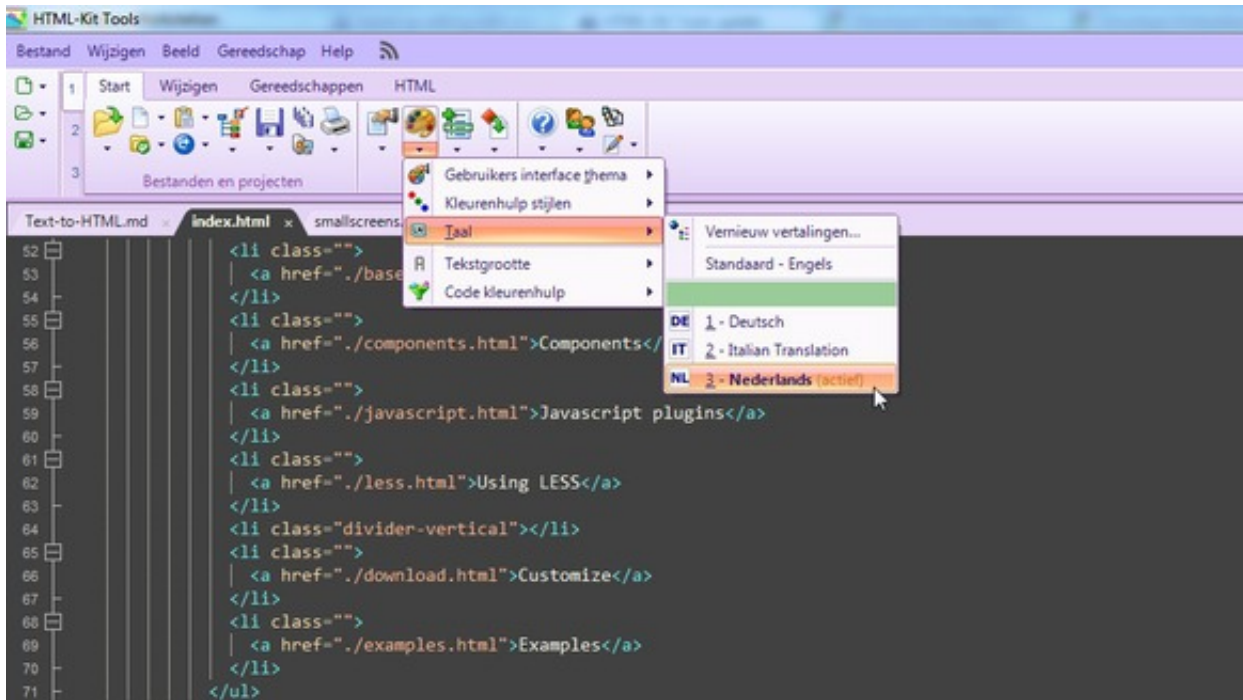 HTML-Kit Tools
Bestand Wijzigen Beeld Gereedschap Help
1 Start Wijzigen Gereedschappen HTML
2
3
Bestanden en projecten
Gebruikers interface thema
Kleurenhulp stijlen
Taal
Tekstgrootte
Code kleurenhulp
Vernieuw vertalingen...
Standaard - Engels
DE 1 - Deutsch
IT 2 - Italian Translation
NL 3 - Nederlands (actief)
Text-to-HTML.md × index.html × smallscreens.
52 <li class="">
53 <a href="./base
54 </li>
55 <li class="">
56 <a href="./components.html">Components</
57 </li>
58 <li class="">
59 <a href="./javascript.html">Javascript plugins</a>
60 </li>
61 <li class="">
62 <a href="./less.html">Using LESS</a>
63 </li>
64 <li class="divider-vertical"></li>
65 <li class="">
66 <a href="./download.html">Customize</a>
67 </li>
68 <li class="">
69 <a href="./examples.html">Examples</a>
70 </li>
71 </ul>